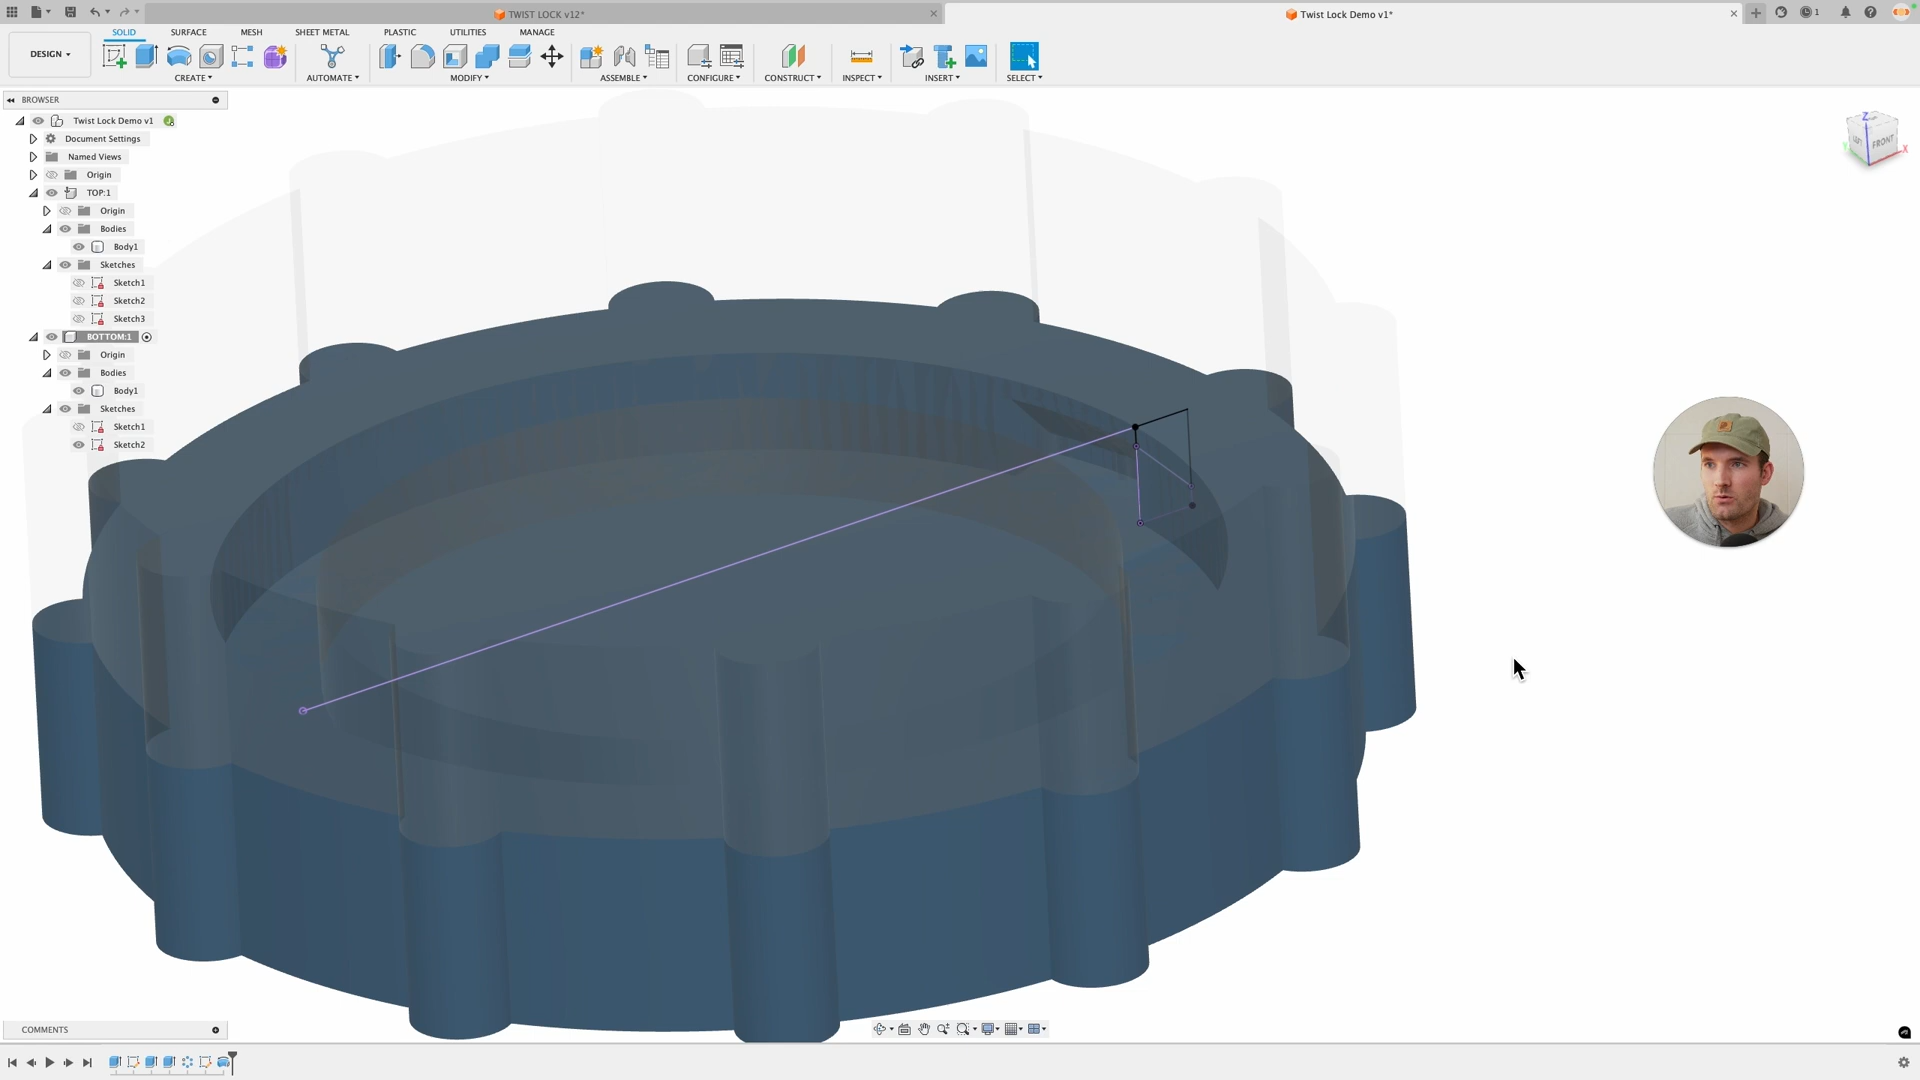 TWIST LOCK v12*
Twist Lock Demo v1*
1
DESIGN
SOLID
SURFACE
MESH
SHEET METAL
PLASTIC
UTILITIES
MANAGE
CREATE
AUTOMATE
MODIFY
ASSEMBLE
CONFIGURE
CONSTRUCT
INSPECT
INSERT
SELECT
BROWSER
Twist Lock Demo v1
Document Settings
Named Views
Origin
TOP:1
Origin
Bodies
Body1
Sketches
Sketch1
Sketch2
Sketch3
BOTTOM:1
Origin
Bodies
Body1
Sketches
Sketch1
Sketch2
Z
LEFT
FRONT
X
COMMENTS